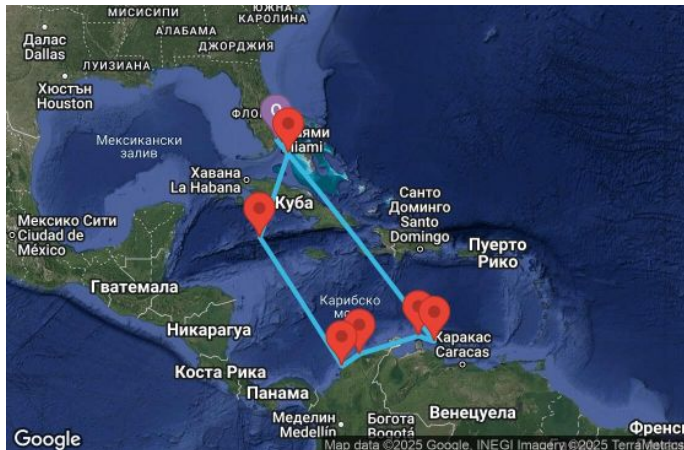 МИСИСИПИ
ЮЖНА
КАРОЛИНА
Далас
Dallas
АЛАБАМА
ДЖОРДЖИЯ
ЛУИЗИАНА
Хюстън
Houston
ФЛО
аями
Miami
Мексикански
залив
Хавана
La Habana
Куба
Санто
Доминго
Santo
Domingo
Мексико Сити
Ciudad de
México
Пуерто
Рико
Гватемала
Карибско
Никарагуа
Каракас
Caracas
Коста Рика
Панама
Меделин
Medellín
Богота
Bogotá
Венецуела
Френс
Google
Map data ©2025 Google, INEGI Imagery ©2025 TerraMetrics